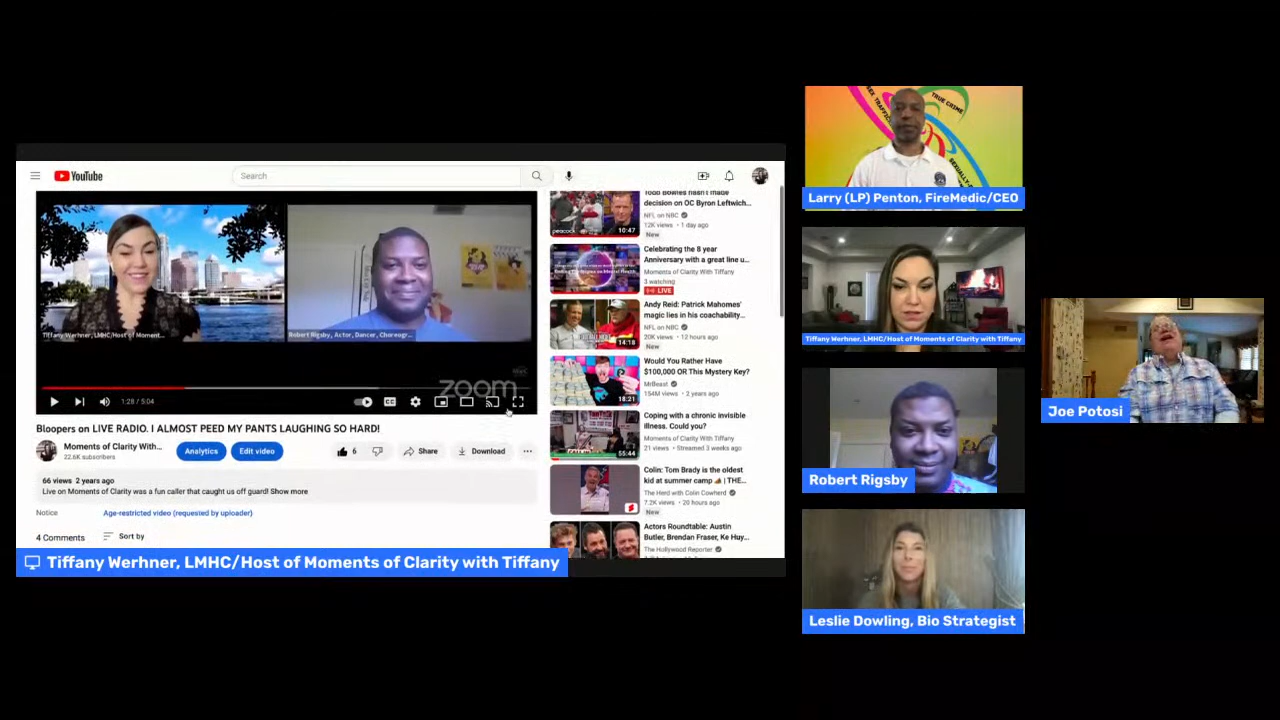 YouTube
Search
Tiffany Werhner, LMHC/Host of Moment...
Robert Rigsby, Actor, Dancer, Choreogr...
zoom
1:28 / 5:04
CC
Bloopers on LIVE RADIO. I ALMOST PEED MY PANTS LAUGHING SO HARD!
Moments of Clarity With...
22.6K subscribers
Analytics
Edit video
6
Share
Download
66 views 2 years ago
Live on Moments of Clarity was a fun caller that caught us off guard! Show more
Notice
Age-restricted video (requested by uploader)
4 Comments
Sort by
peacock
10:47
Todd Bowles hasn't made
decision on OC Byron Leftwich...
NFL on NBC
12K views • 1 day ago
New
Celebrating the 8 year
Anniversary with a great line u...
Moments of Clarity With Tiffany
3 watching
LIVE
14:18
Andy Reid: Patrick Mahomes'
magic lies in his coachability...
NFL on NBC
20K views • 12 hours ago
New
18:21
Would You Rather Have
$100,000 OR This Mystery Key?
MrBeast
154M views • 2 years ago
55:44
Coping with a chronic invisible
illness. Could you?
Moments of Clarity With Tiffany
21 views • Streamed 3 weeks ago
Colin: Tom Brady is the oldest
kid at summer camp | THE...
The Herd with Colin Cowherd
7.2K views • 20 hours ago
New
Actors Roundtable: Austin
Butler, Brendan Fraser, Ke Huy...
The Hollywood Reporter
Tiffany Werhner, LMHC/Host of Moments of Clarity with Tiffany
SEX TRAFFIC
TRUE CRIME
Larry (LP) Penton, FireMedic/CEO
Tiffany Werhner, LMHC/Host of Moments of Clarity with Tiffany
Robert Rigsby
Leslie Dowling, Bio Strategist
Joe Potosi